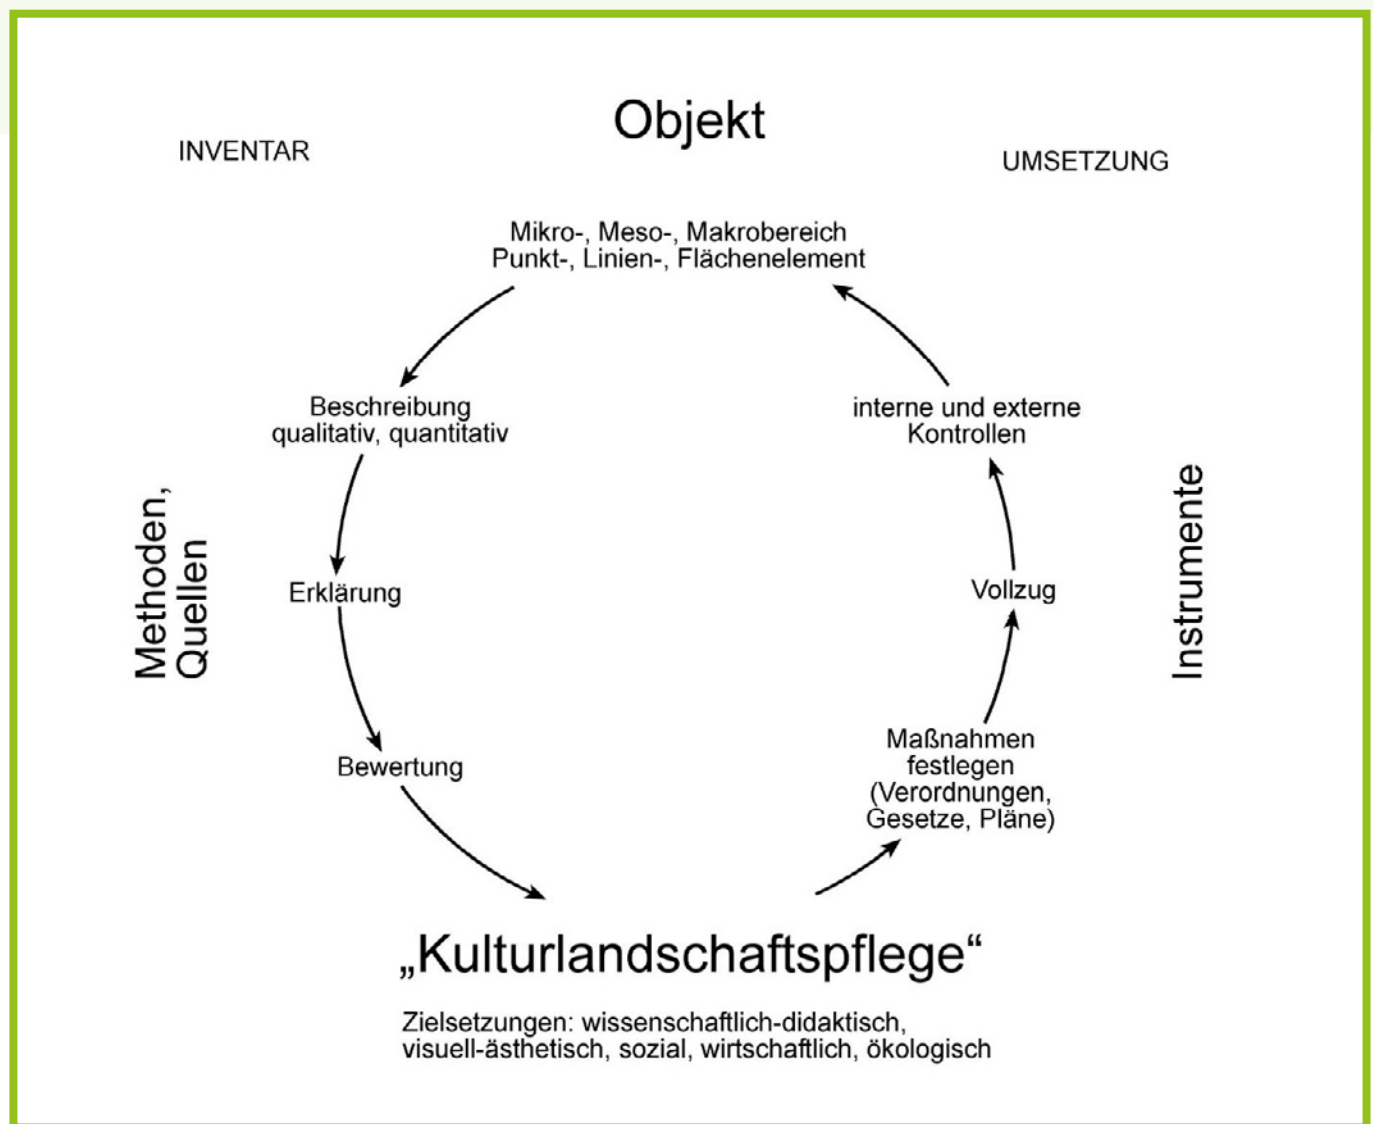 Objekt
INVENTAR
UMSETZUNG
Mikro-, Meso-, Makrobereich
Punkt-, Linien-, Flächenelement
Beschreibung
qualitativ, quantitativ
interne und externe
Kontrollen
Methoden,
Quellen
Instrumente
Erklärung
Vollzug
Bewertung
Maßnahmen
festlegen
(Verordnungen,
Gesetze, Pläne)
„Kulturlandschaftspflege“
Zielsetzungen: wissenschaftlich-didaktisch,
visuell-ästhetisch, sozial, wirtschaftlich, ökologisch